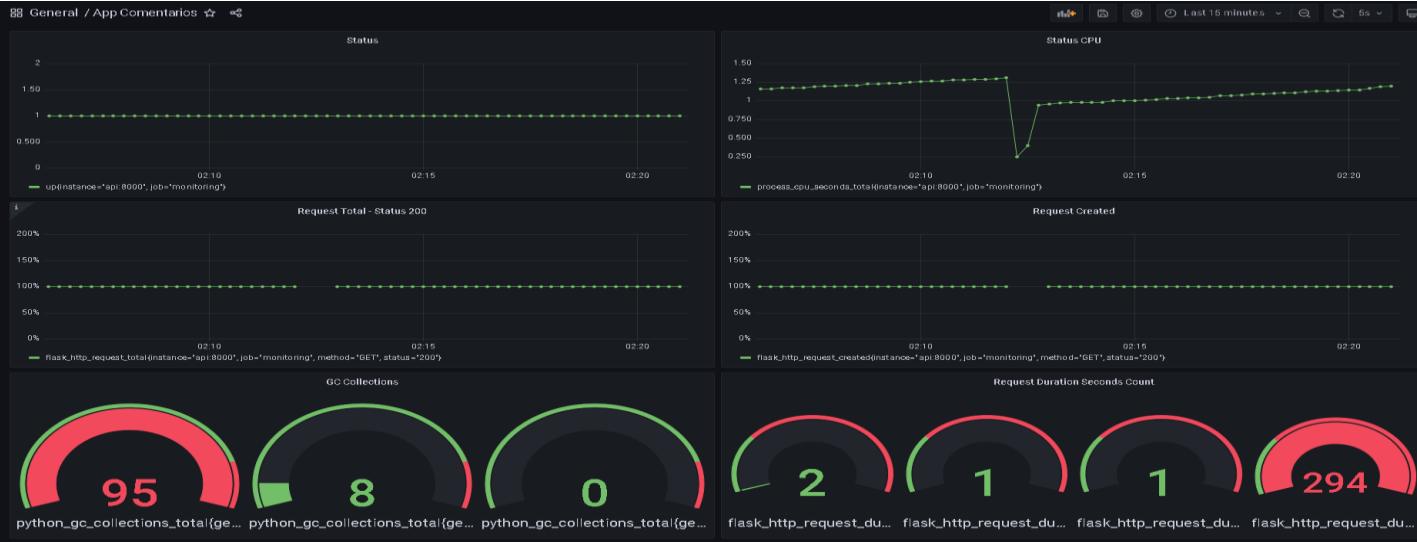 General / App Comentarios
Last 15 minutes
5s
Status
2
1.50
1
0.500
0
02:10 02:15 02:20
up{instance="api:8000", job="monitoring"}
Status CPU
1.50
1.25
1
0.750
0.500
0.250
02:10 02:15 02:20
process_cpu_seconds_total{instance="api:8000", job="monitoring"}
i
Request Total - Status 200
200%
150%
100%
50%
0%
02:10 02:15 02:20
flask_http_request_total{instance="api:8000", job="monitoring", method="GET", status="200"}
Request Created
200%
150%
100%
50%
0%
02:10 02:15 02:20
flask_http_request_created{instance="api:8000", job="monitoring", method="GET", status="200"}
GC Collections
95 8 0
python_gc_collections_total{ge... python_gc_collections_total{ge... python_gc_collections_total{ge...
Request Duration Seconds Count
2 1 1 294
flask_http_request_du... flask_http_request_du... flask_http_request_du... flask_http_request_du...